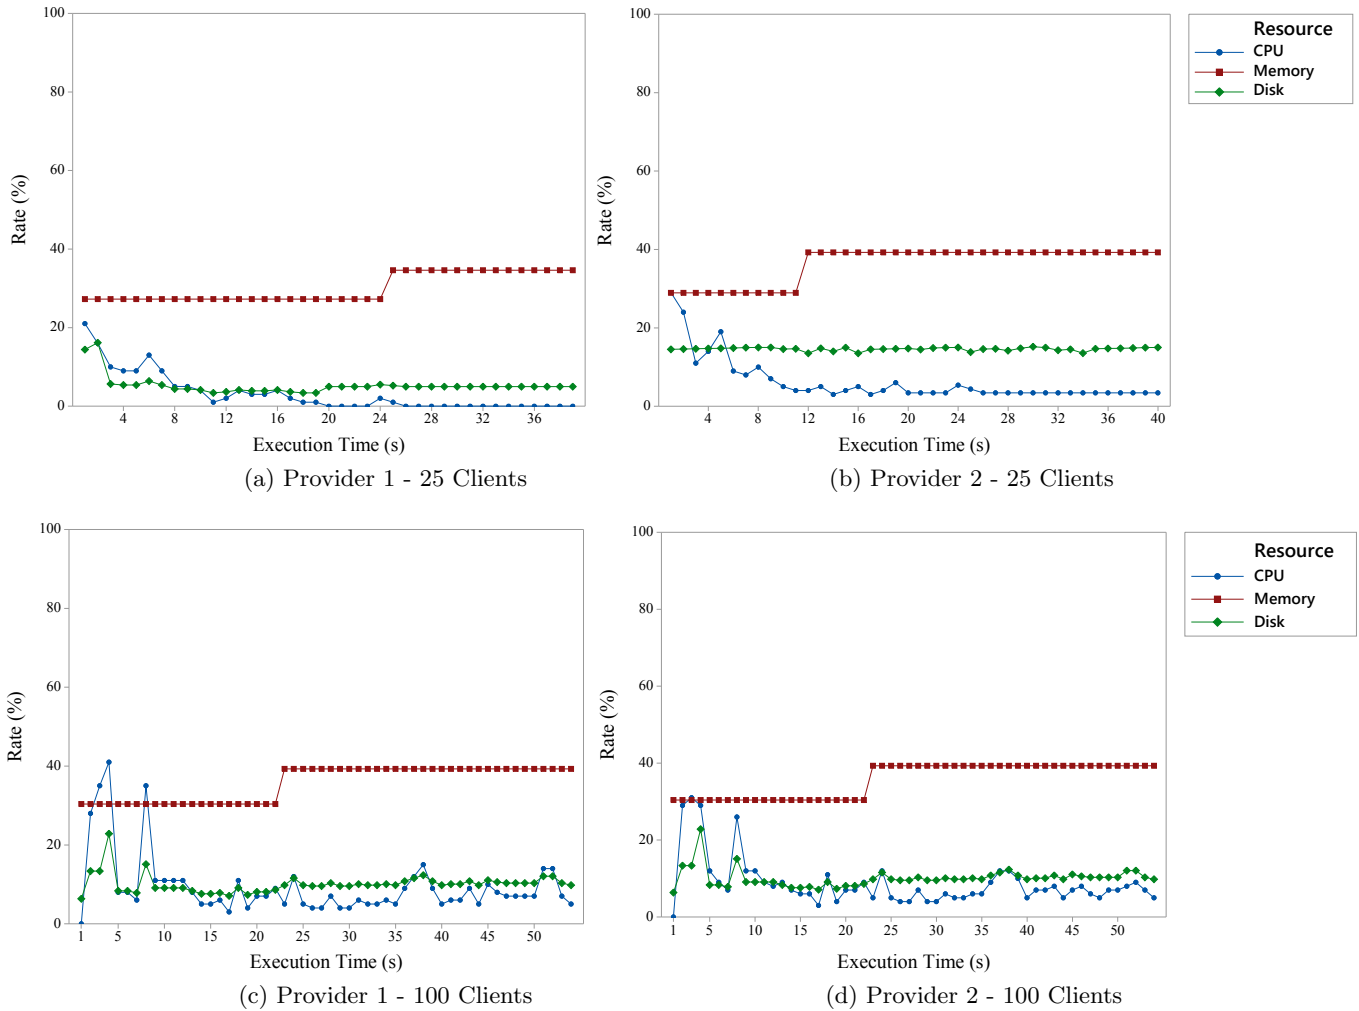 100
80
60
40
20
0
Rate (%)
4 8 12 16 20 24 28 32 36
Execution Time (s)
(a) Provider 1 - 25 Clients
100
80
60
40
20
0
Rate (%)
4 8 12 16 20 24 28 32 36 40
Execution Time (s)
(b) Provider 2 - 25 Clients
Resource
CPU
Memory
Disk
100
80
60
40
20
0
Rate (%)
1 5 10 15 20 25 30 35 40 45 50
Execution Time (s)
(c) Provider 1 - 100 Clients
100
80
60
40
20
0
Rate (%)
1 5 10 15 20 25 30 35 40 45 50
Execution Time (s)
(d) Provider 2 - 100 Clients
Resource
CPU
Memory
Disk